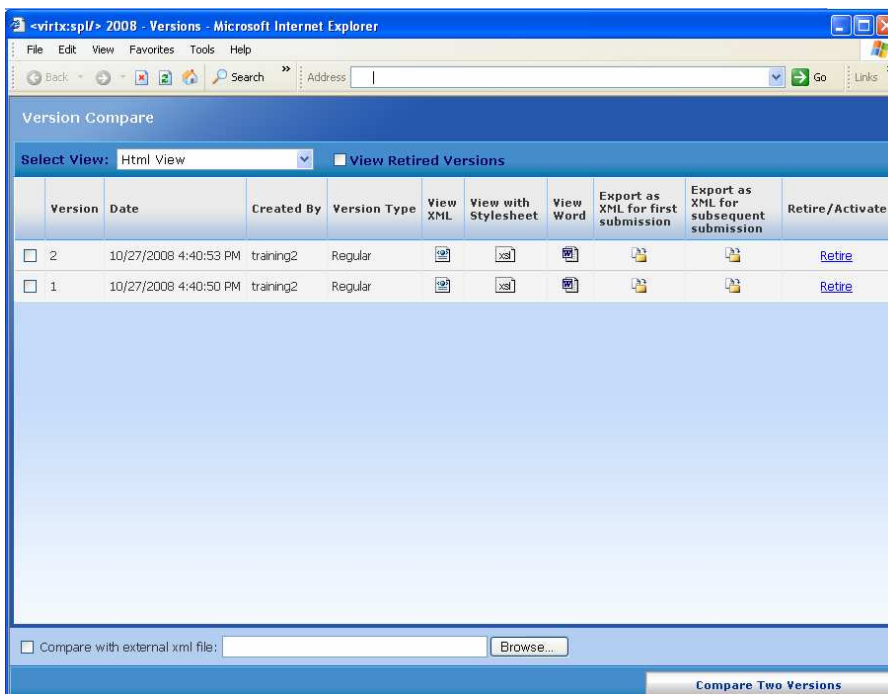 <virtx:spl/> 2008 - Versions - Microsoft Internet Explorer
File Edit View Favorites Tools Help
Back Search » Address Go Links »
Version Compare
Select View: Html View View Retired Versions
Version Date Created By Version Type View XML View with Stylesheet View Word Export as XML for first submission Export as XML for subsequent submission Retire/Activate
2 10/27/2008 4:40:53 PM training2 Regular xsl W Retire
1 10/27/2008 4:40:50 PM training2 Regular xsl W Retire
Compare with external xml file: Browse...
Compare Two Versions